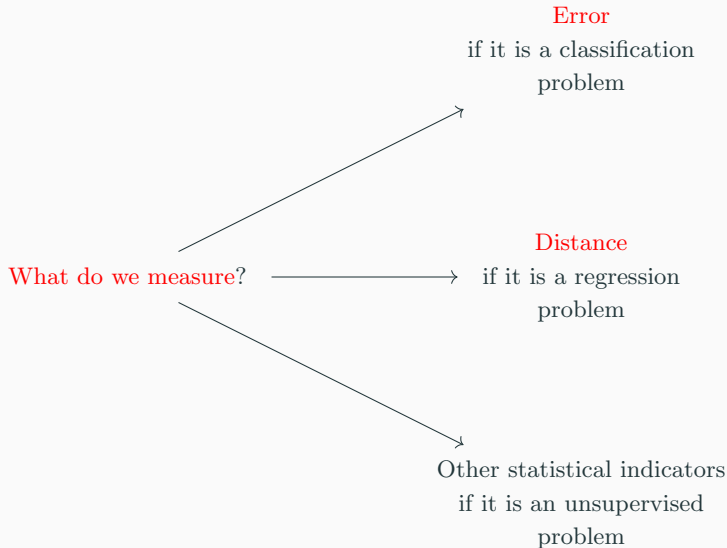 Error
if it is a classification
problem
What do we measure?
Distance
if it is a regression
problem
Other statistical indicators
if it is an unsupervised
problem